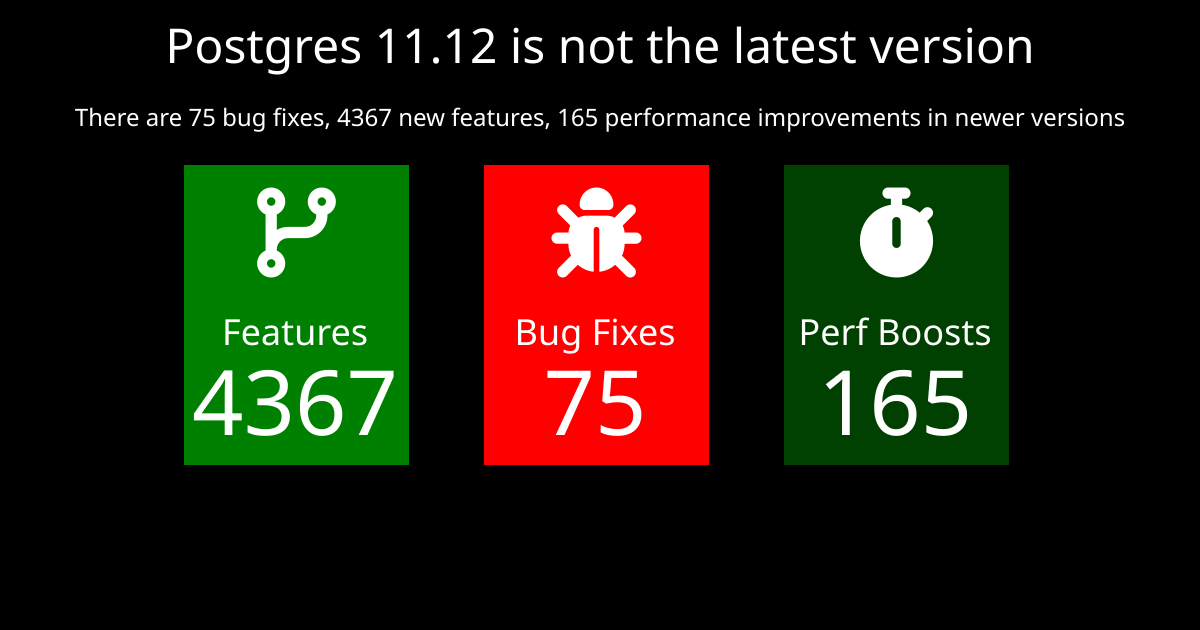 Postgres 11.12 is not the latest version
There are 75 bug fixes, 4367 new features, 165 performance improvements in newer versions
Features
4367
Bug Fixes
75
Perf Boosts
165